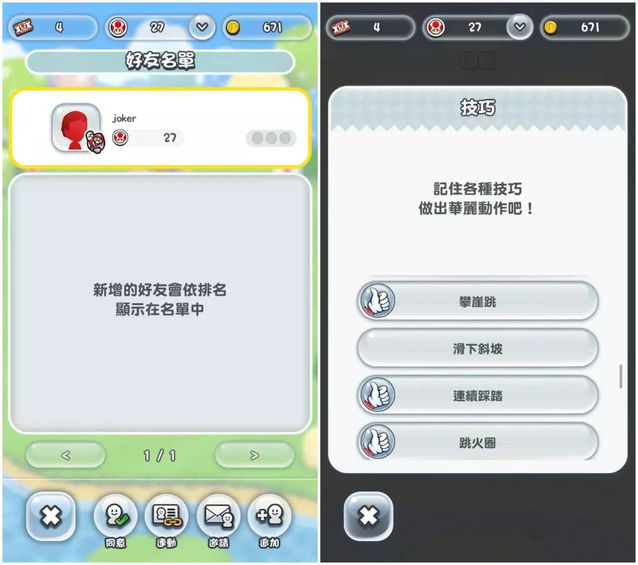 4
27
671
好友名單
joker
27
新增的好友會依排名
顯示在名單中
<
1 / 1
>
同意
連動
邀請
追加
4
27
671
技巧
記住各種技巧
做出華麗動作吧！
攀崖跳
滑下斜坡
連續踩踏
跳火圈